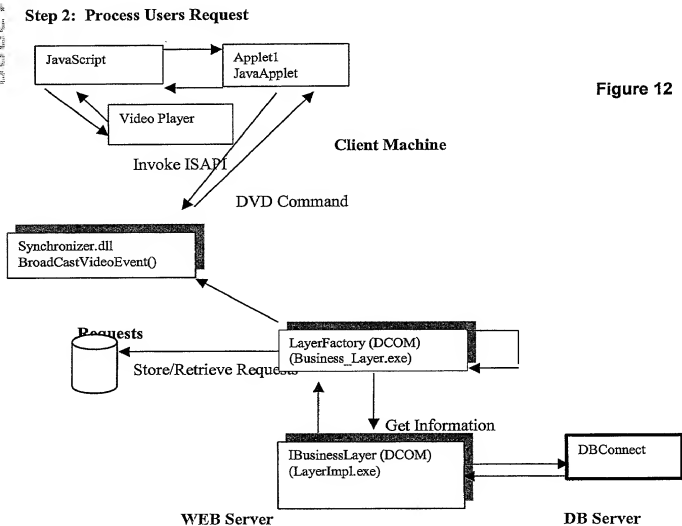 Step 2: Process Users Request
JavaScript
Applet1
JavaApplet
Figure 12
Video Player
Client Machine
Invoke ISAPI
DVD Command
Synchronizer.dll
BroadCastVideoEvent()
Requests
LayerFactory (DCOM)
(Business_Layer.exe)
Store/Retrieve Requests
Get Information
IBusinessLayer (DCOM)
(LayerImpl.exe)
DBConnect
WEB Server
DB Server